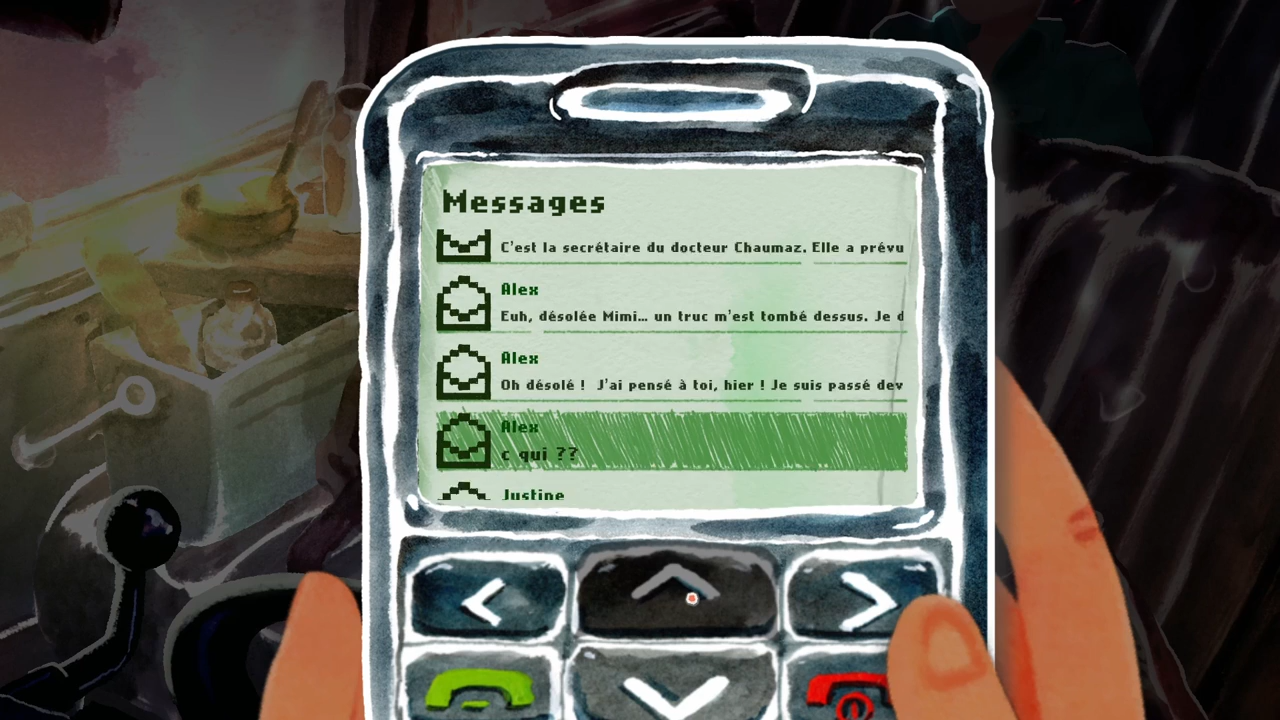 Messages
C'est la secrétaire du docteur Chaumaz. Elle a prévu
Alex
Euh, désolée Mimi... un truc m'est tombé dessus. Je d
Alex
Oh désolé ! J'ai pensé à toi, hier ! Je suis passé dev
Alex
c qui ??
Justine